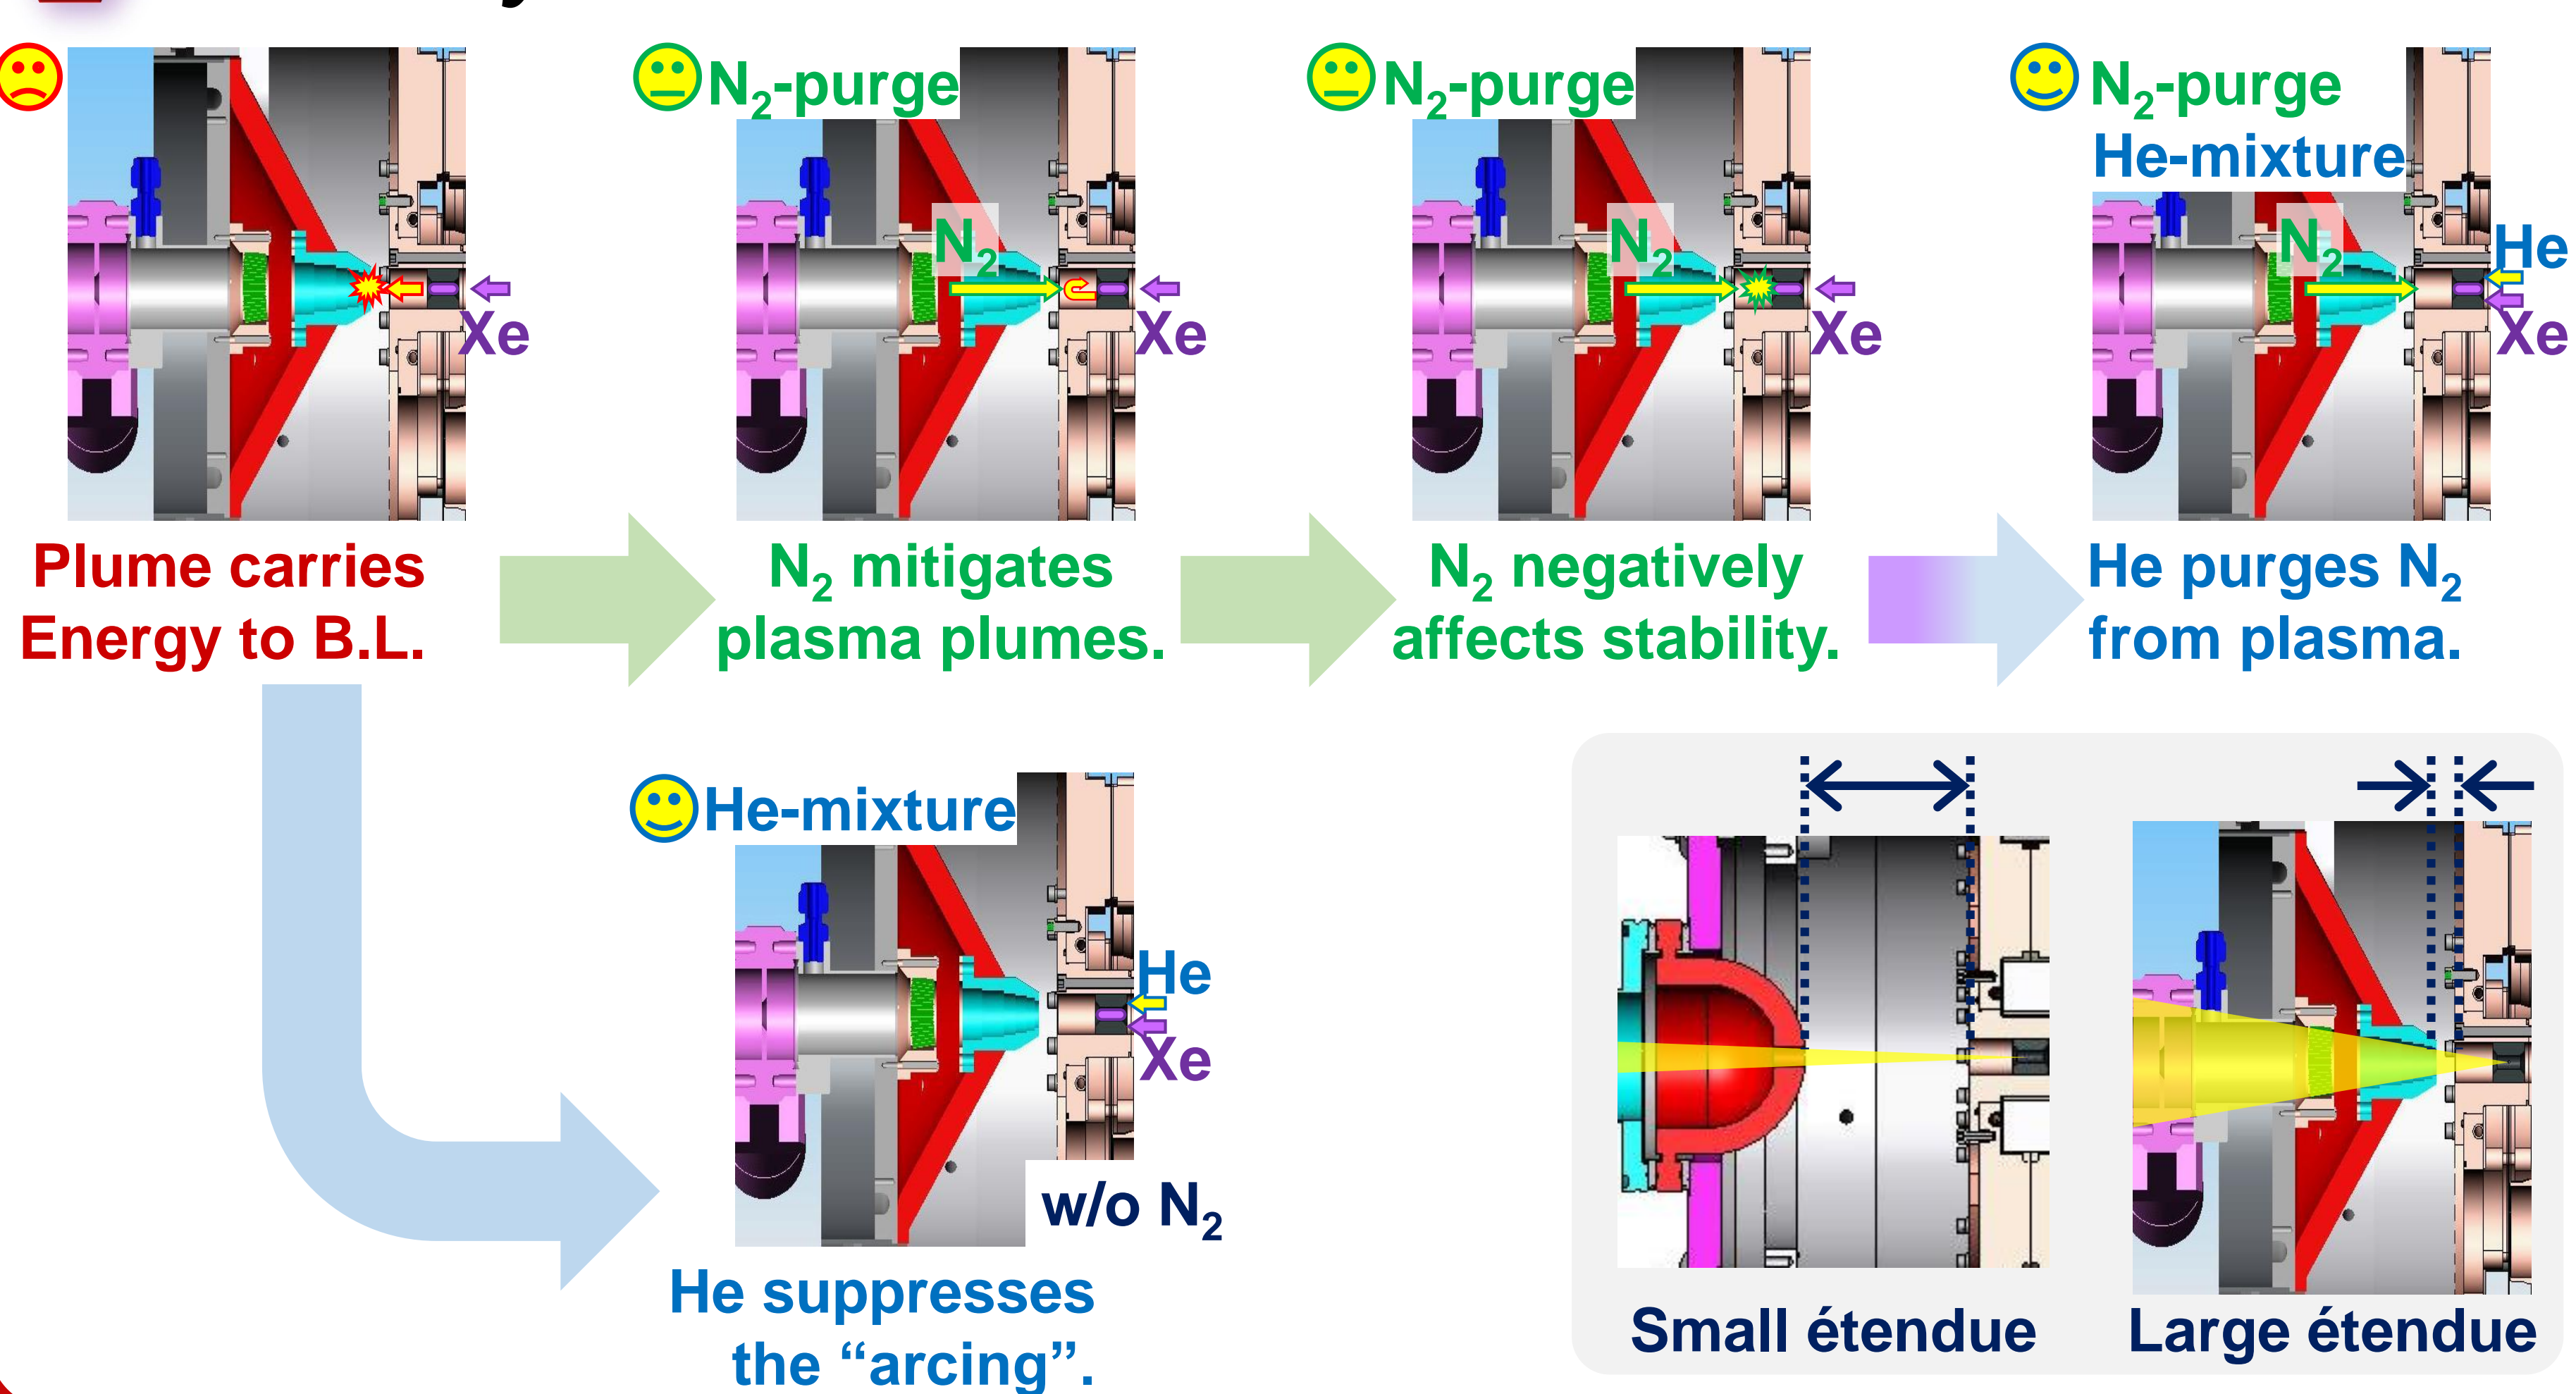 N₂-purge
N₂-purge
N₂-purge
He-mixture
N₂
N₂
N₂
He
Xe
Xe
Xe
Xe
Plume carries
Energy to B.L.
N₂ mitigates
plasma plumes.
N₂ negatively
affects stability.
He purges N₂
from plasma.
He-mixture
He
Xe
w/o N₂
He suppresses
the “arcing”.
Small étendue
Large étendue